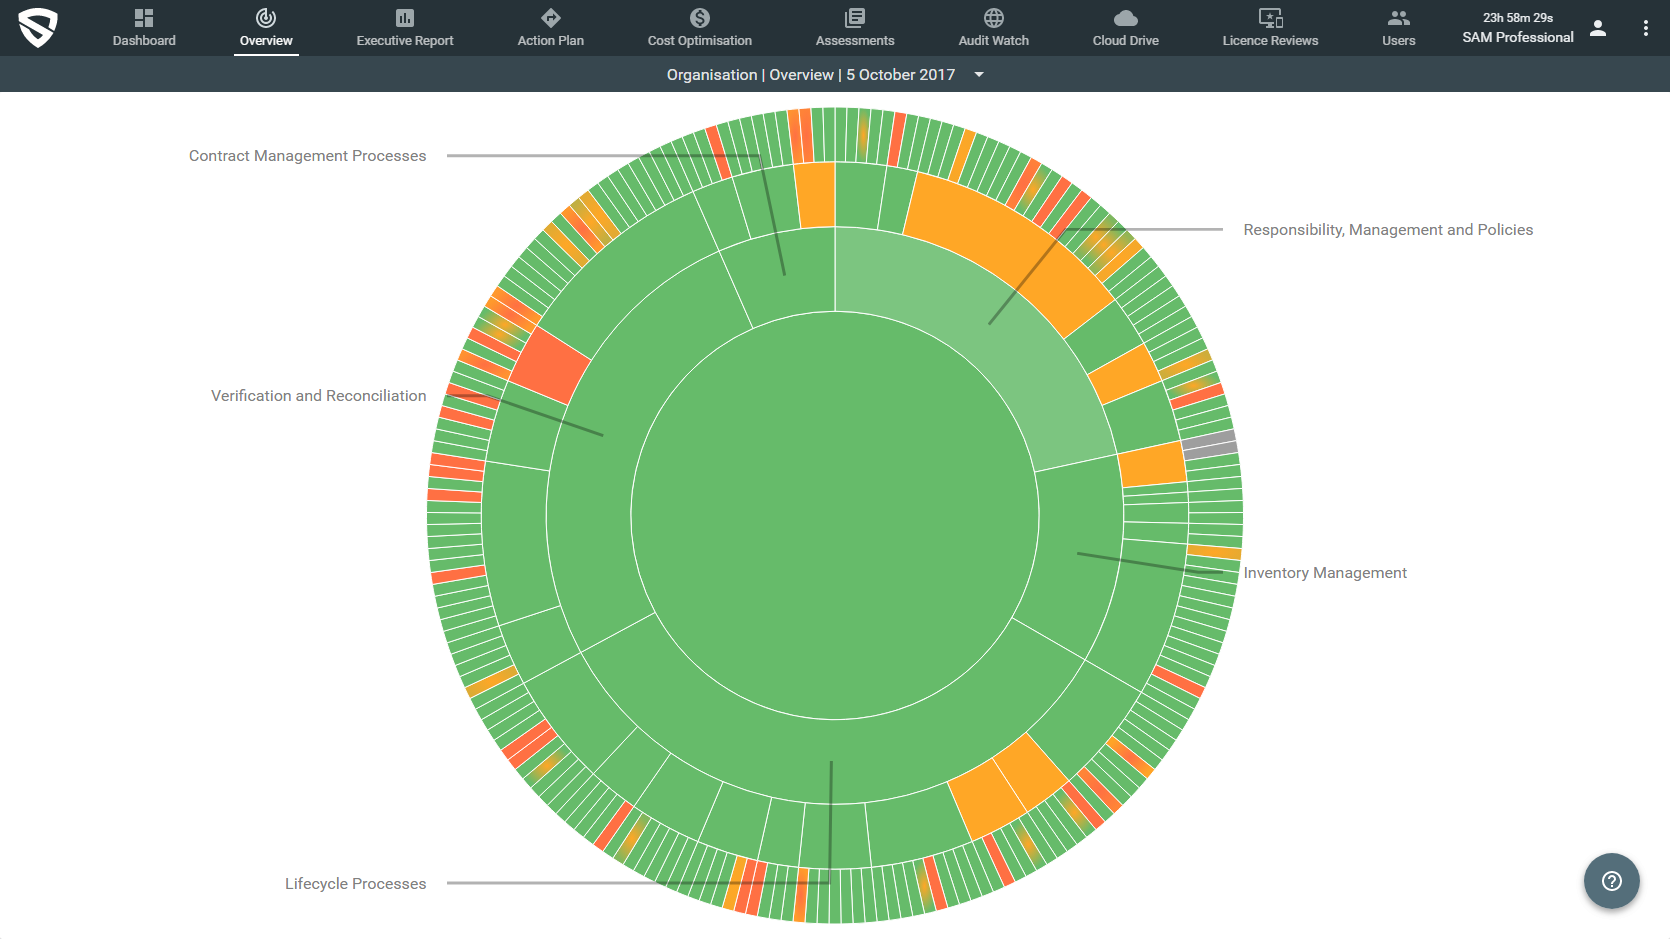 Dashboard
Overview
Executive Report
Action Plan
Cost Optimisation
Assessments
Audit Watch
Cloud Drive
Licence Reviews
Users
23h 58m 29s
SAM Professional
Organisation | Overview | 5 October 2017
Contract Management Processes
Responsibility, Management and Policies
Verification and Reconciliation
Inventory Management
Lifecycle Processes